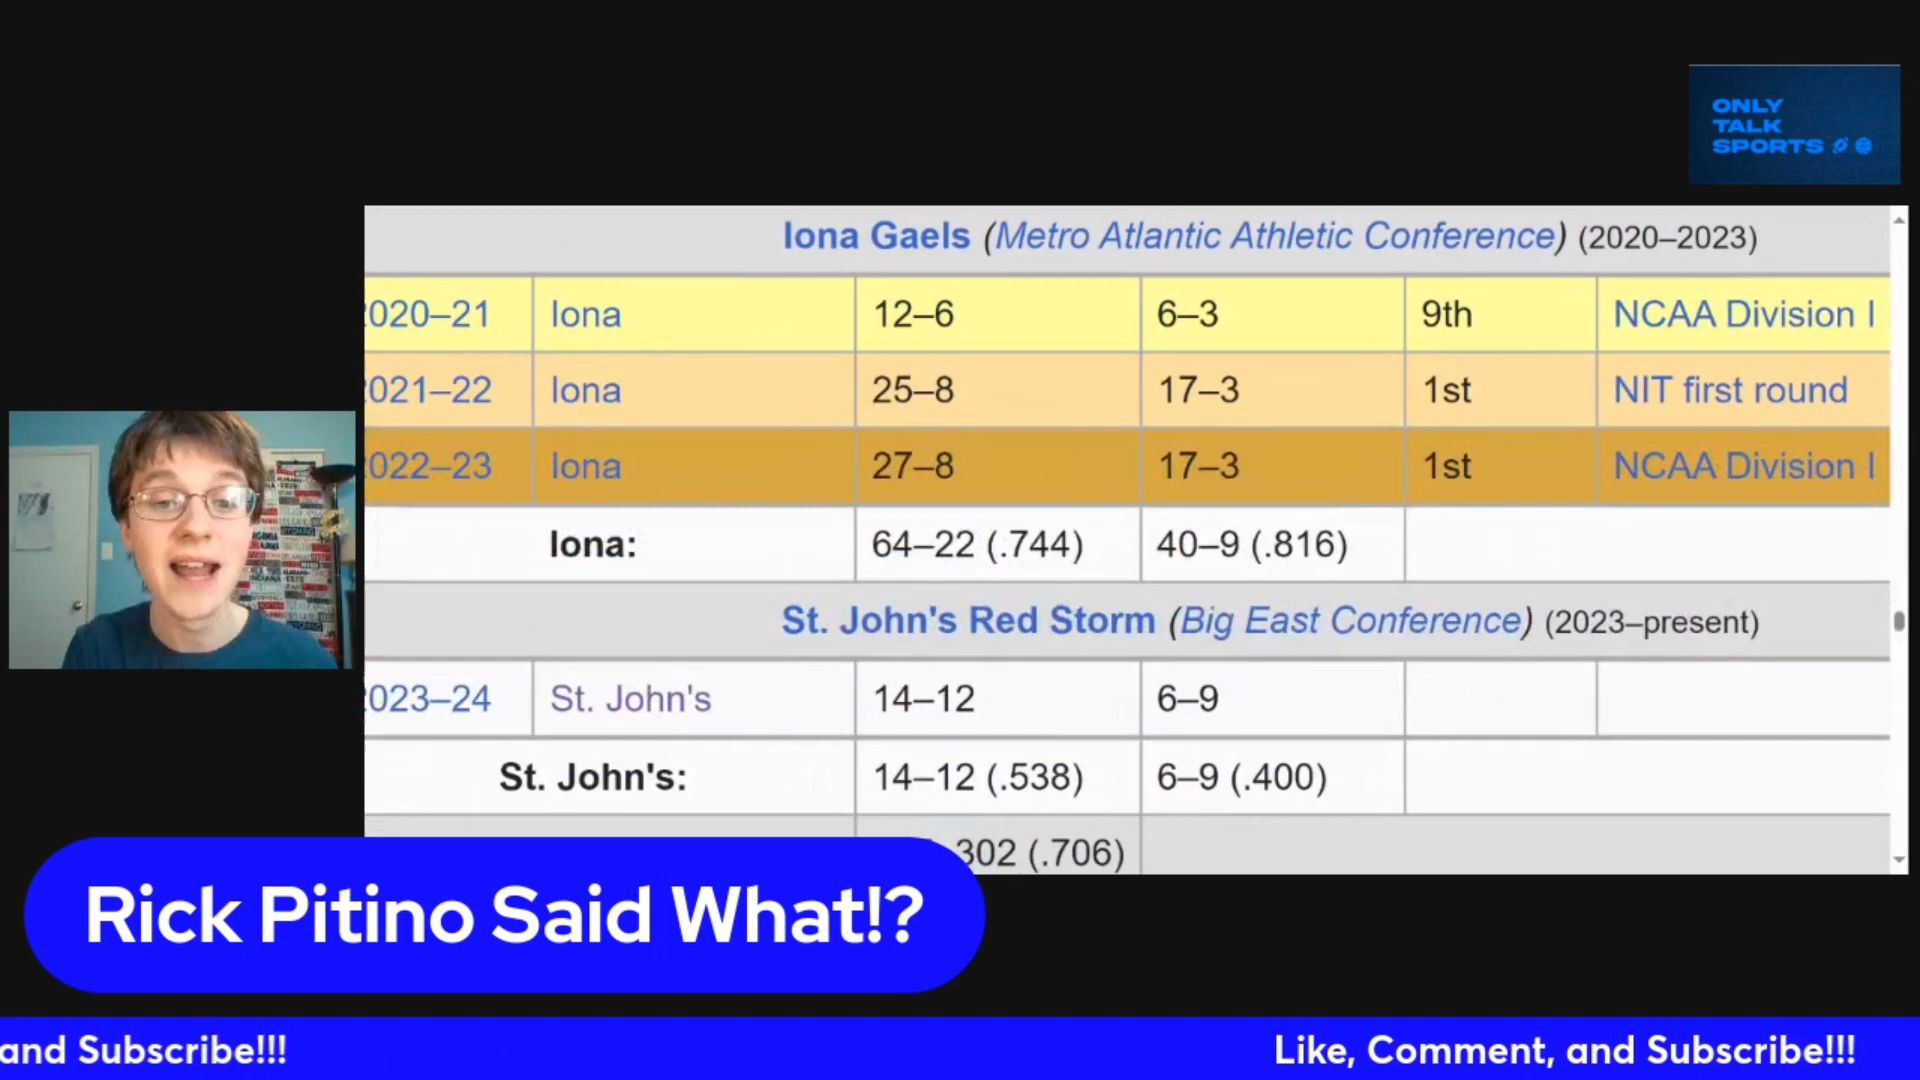 ONLY
TALK
SPORTS
Iona Gaels (Metro Atlantic Athletic Conference) (2020–2023)
020–21 Iona 12–6 6–3 9th NCAA Division I
021–22 Iona 25–8 17–3 1st NIT first round
022–23 Iona 27–8 17–3 1st NCAA Division I
Iona: 64–22 (.744) 40–9 (.816)
St. John's Red Storm (Big East Conference) (2023–present)
023–24 St. John's 14–12 6–9
St. John's: 14–12 (.538) 6–9 (.400)
302 (.706)
Rick Pitino Said What!?
and Subscribe!!! Like, Comment, and Subscribe!!!